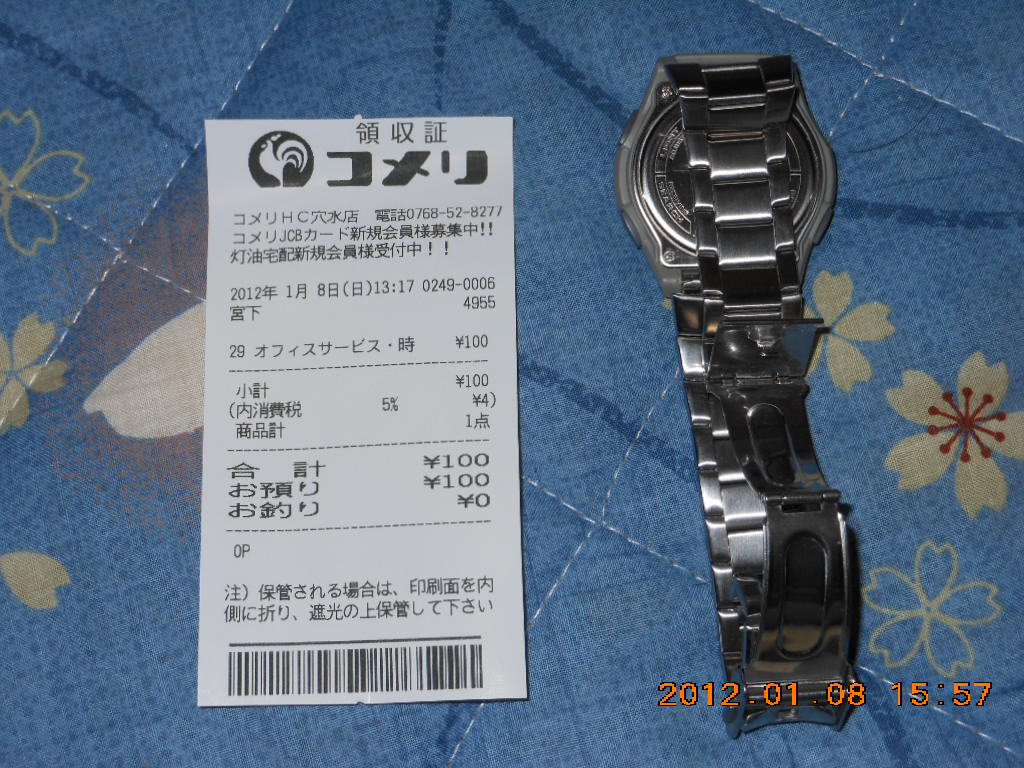 領収証
コメリ
コメリHC穴水店 電話0768-52-8277
コメリJCBカード新規会員様募集中!!
灯油宅配新規会員様受付中!!
2012年 1月 8日(日)13:17 0249-0006
宮下 4955
29 オフィスサービス・時 ¥100
小計 ¥100
(内消費税 5% ¥4)
商品計 1点
合 計 ¥100
お預り ¥100
お釣り ¥0
OP
注)保管される場合は、印刷面を内
側に折り、遮光の上保管して下さい
2012.01.08 15:57